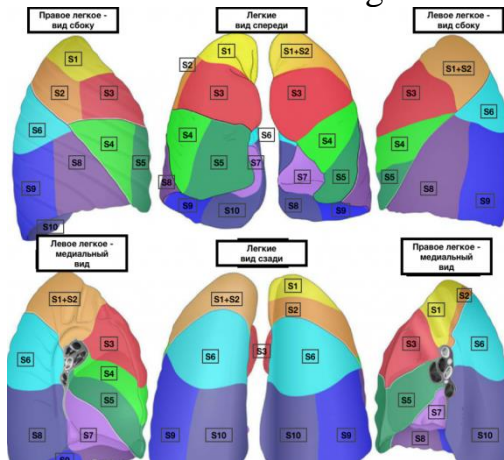 g
Правое легкое -
вид сбоку
Легкие
вид спереди
Левое легкое -
вид сбоку
S1
S2
S3
S6
S4
S5
S8
S9
S10
S1
S1+S2
S2
S3
S3
S4
S6
S4
S5
S7
S7
S5
S8
S8
S9
S10
S9
S1+S2
S3
S6
S4
S5
S8
S9
Левое легкое -
медиальный
вид
Легкие
вид сзади
Правое легкое -
медиальный
вид
S1+S2
S3
S6
S4
S5
S7
S8
S1+S2
S1
S2
S3
S6
S6
S9
S10
S10
S9
S2
S1
S3
S6
S5
S7
S8
S9
S10